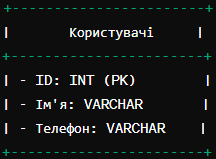 +------------------------+
|       Користувачі      |
+------------------------+
| - ID: INT (PK)         |
| - Ім'я: VARCHAR        |
| - Телефон: VARCHAR     |
+------------------------+